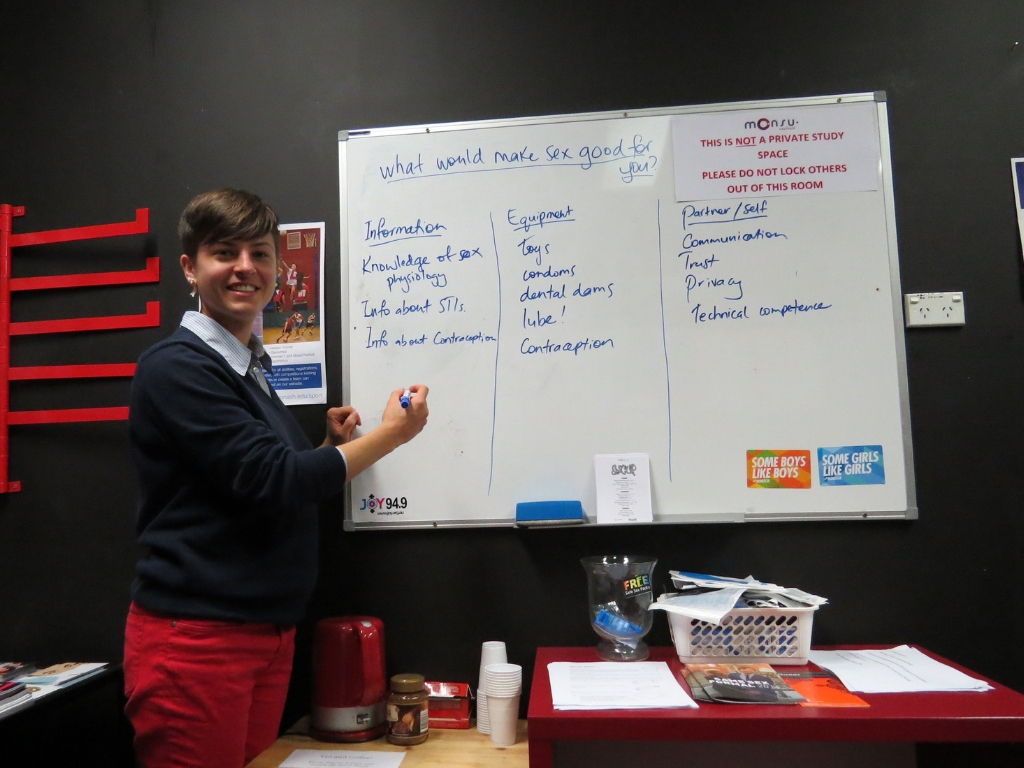 What would make sex good for
you?
monsu
THIS IS NOT A PRIVATE STUDY
SPACE
PLEASE DO NOT LOCK OTHERS
OUT OF THIS ROOM
Information
Knowledge of sex
physiology
Info about STIs.
Info about Contraception
Equipment
toys
condoms
dental dams
lube!
Contraception
Partner/self
Communication
Trust
Privacy
Technical competence
SOME BOYS
LIKE BOYS
SOME GIRLS
LIKE GIRLS
JOY 94.9
FREE